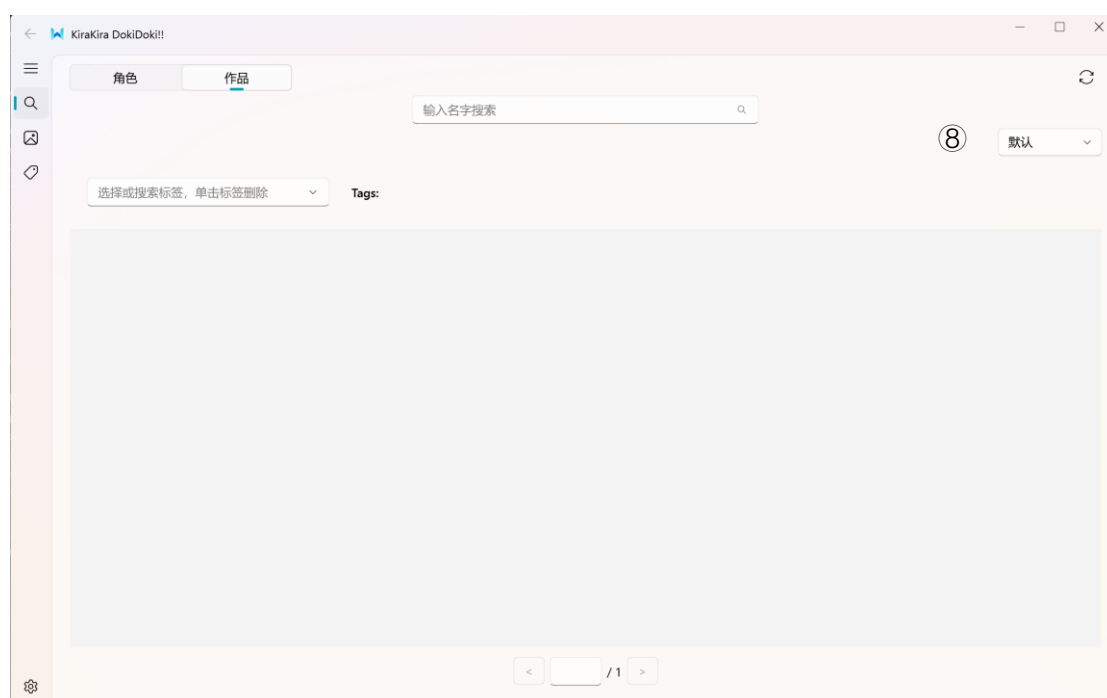 KiraKira DokiDoki!!
角色 作品
输入名字搜索
⑧ 默认
选择或搜索标签，单击标签删除 Tags:
< / 1 >